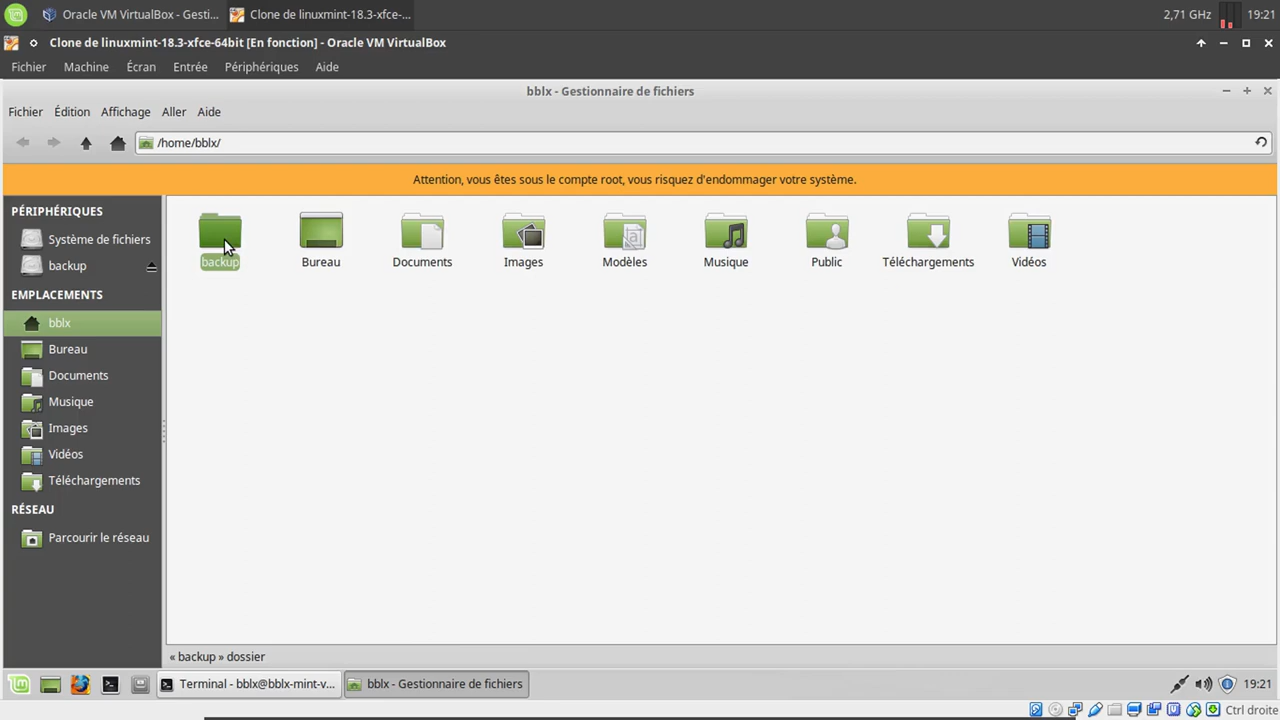 Oracle VM VirtualBox - Gesti...
Clone de linuxmint-18.3-xfce-...
2,71 GHz
19:21
Clone de linuxmint-18.3-xfce-64bit [En fonction] - Oracle VM VirtualBox
Fichier Machine Écran Entrée Périphériques Aide
bblx - Gestionnaire de fichiers
Fichier Édition Affichage Aller Aide
/home/bblx/
Attention, vous êtes sous le compte root, vous risquez d'endommager votre système.
PÉRIPHÉRIQUES
Système de fichiers
backup
EMPLACEMENTS
bblx
Bureau
Documents
Musique
Images
Vidéos
Téléchargements
RÉSEAU
Parcourir le réseau
backup Bureau Documents Images Modèles Musique Public Téléchargements Vidéos
« backup » dossier
Terminal - bblx@bblx-mint-v...
bblx - Gestionnaire de fichiers
19:21
Ctrl droite